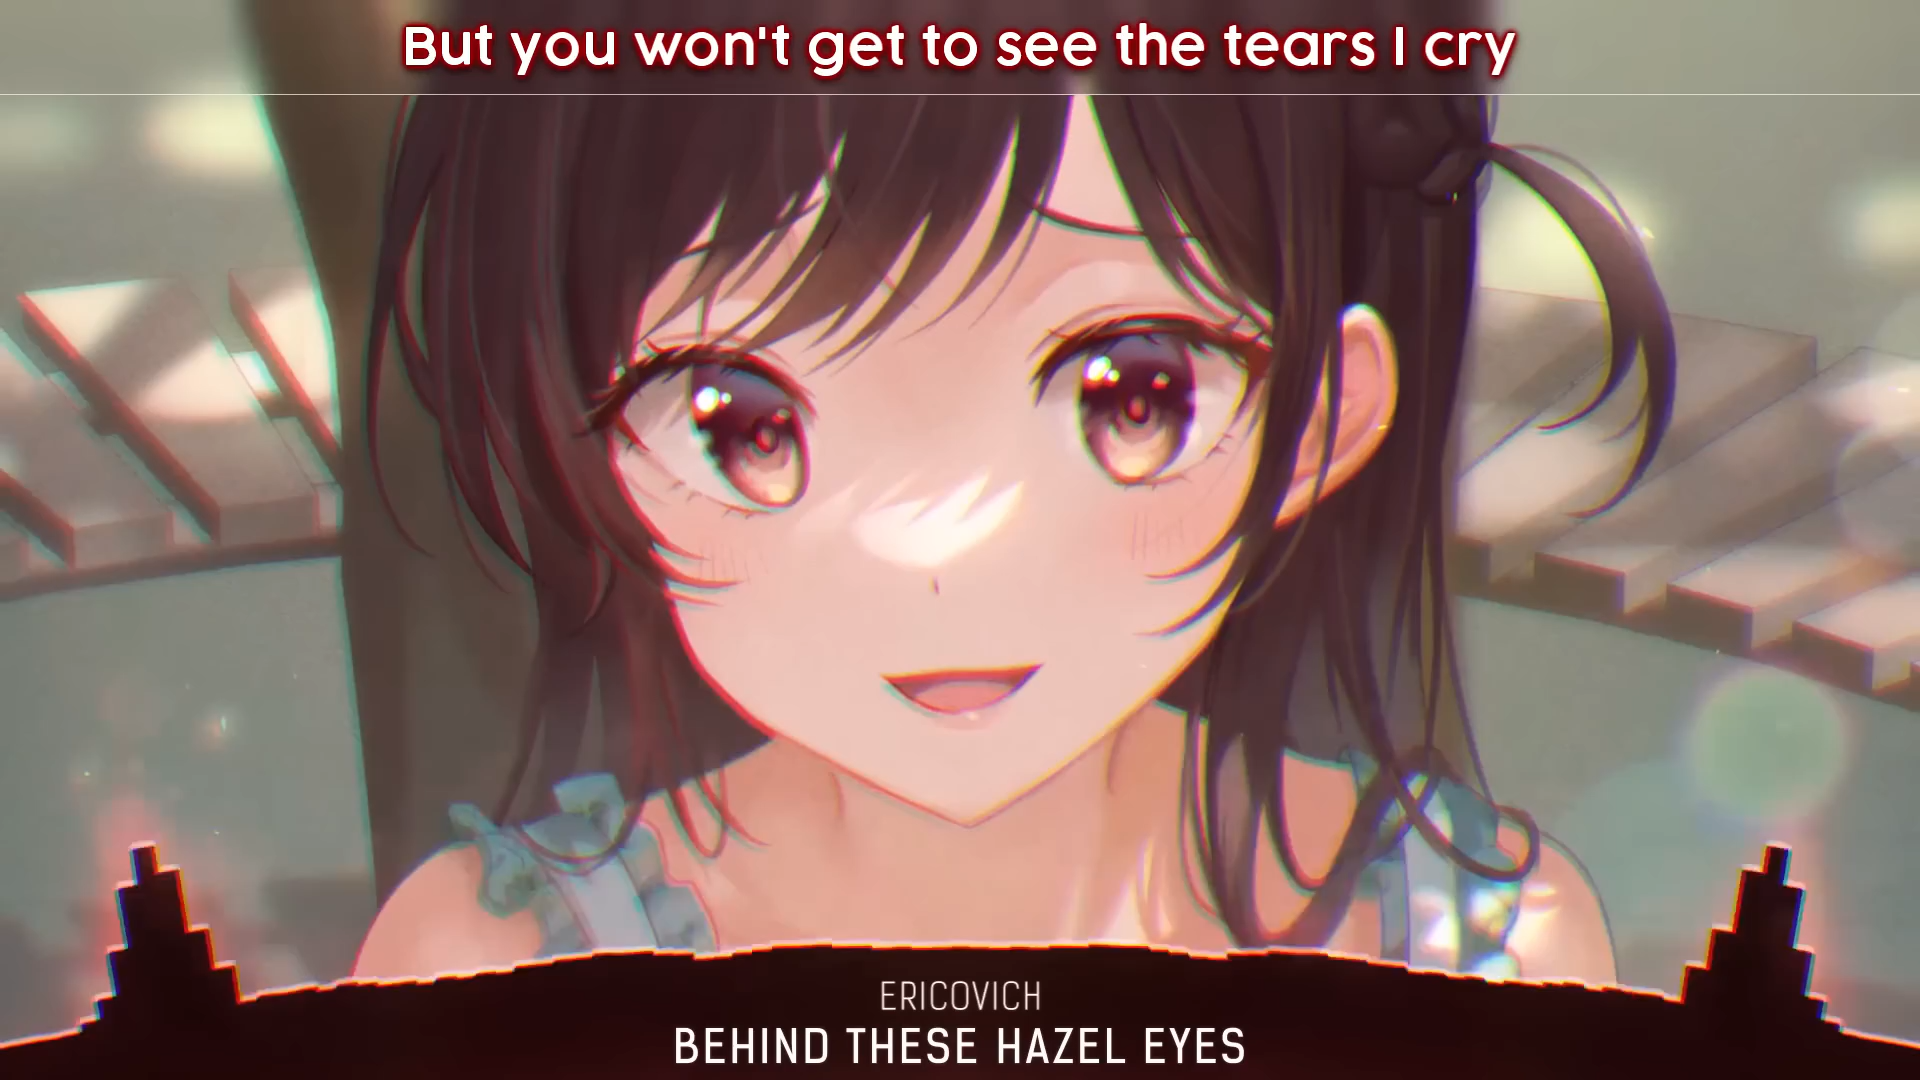 But you won't get to see the tears I cry
ERICOVICH
BEHIND THESE HAZEL EYES